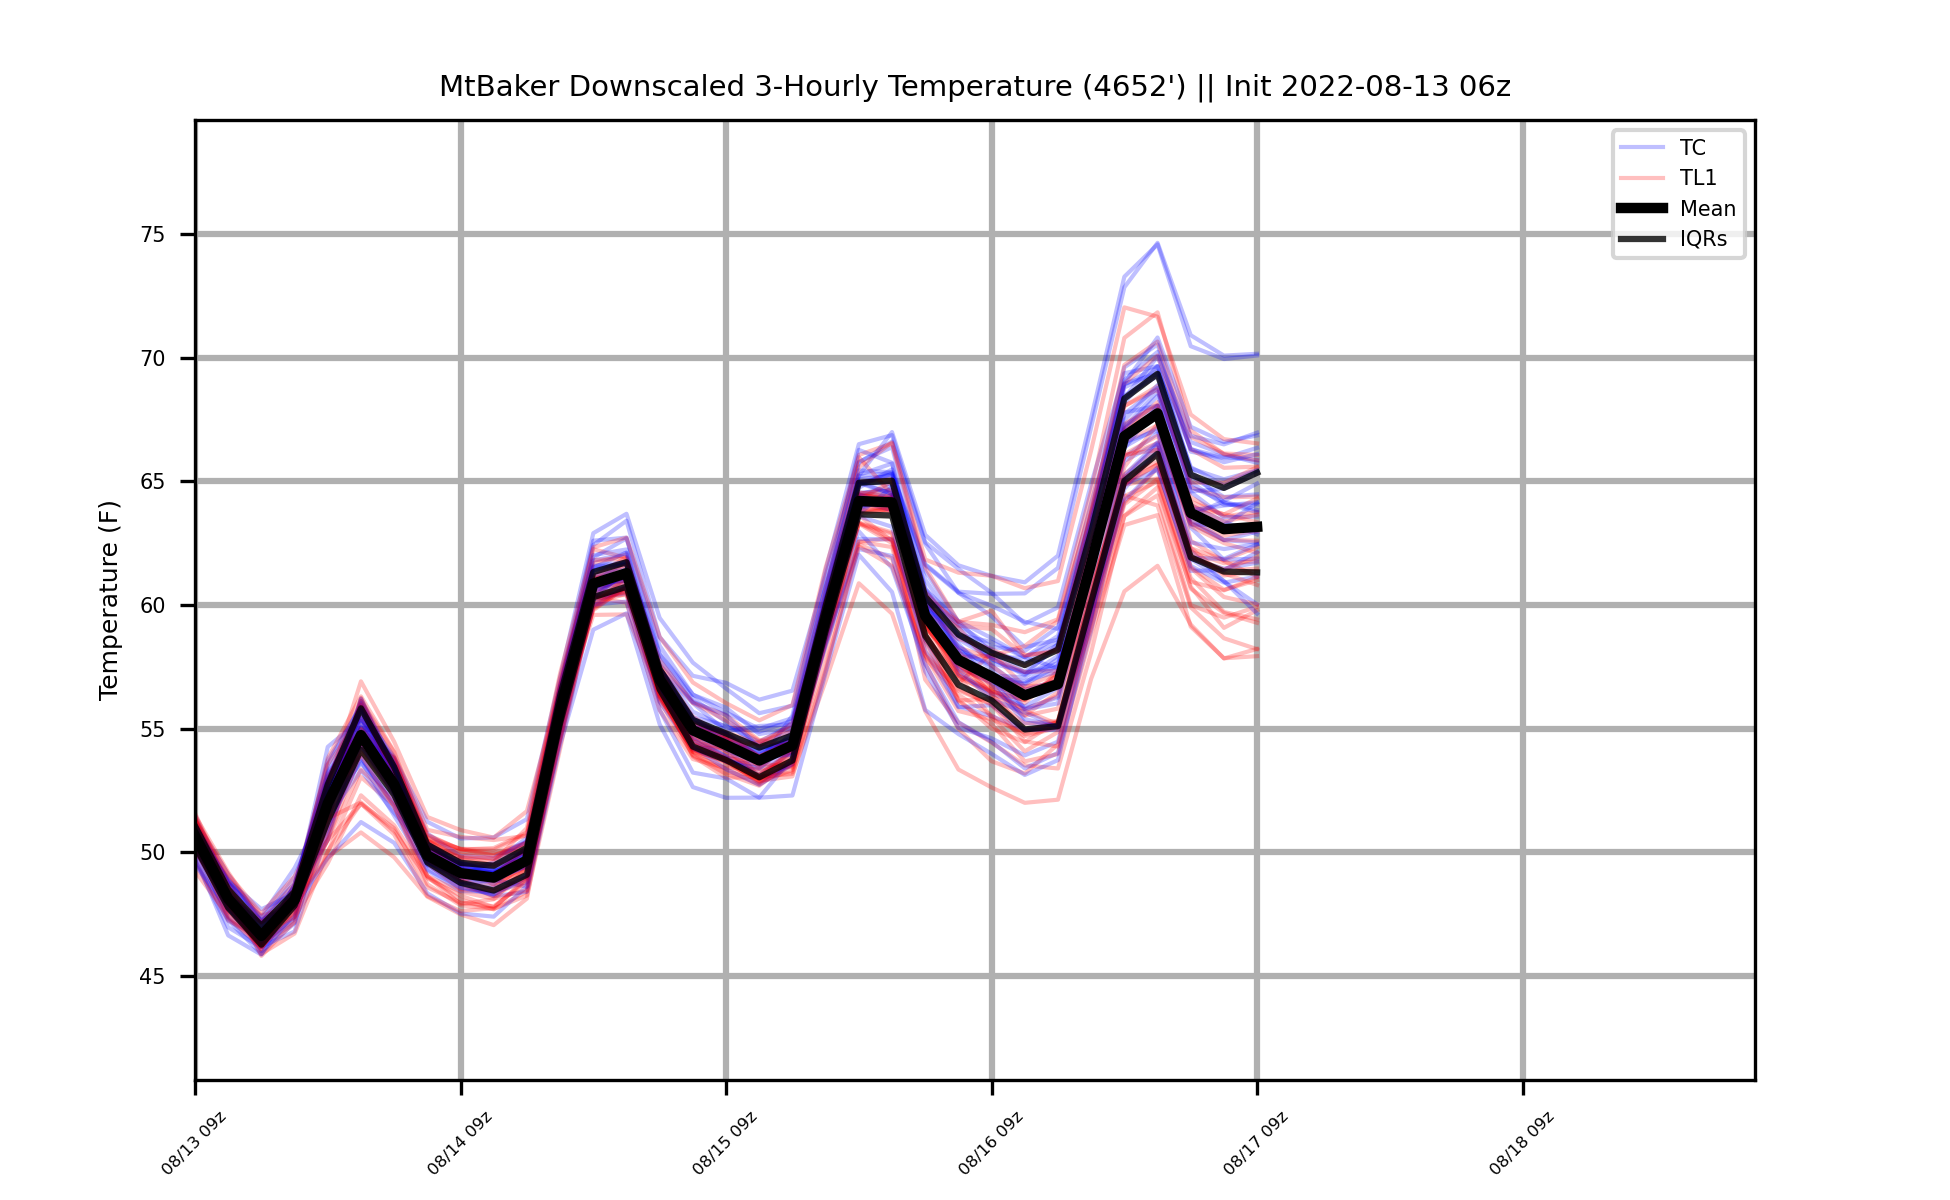 MtBaker Downscaled 3-Hourly Temperature (4652') || Init 2022-08-13 06z
TC
TL1
Mean
IQRs
Temperature (F)
75
70
65
60
55
50
45
08/13 09z
08/14 09z
08/15 09z
08/16 09z
08/17 09z
08/18 09z